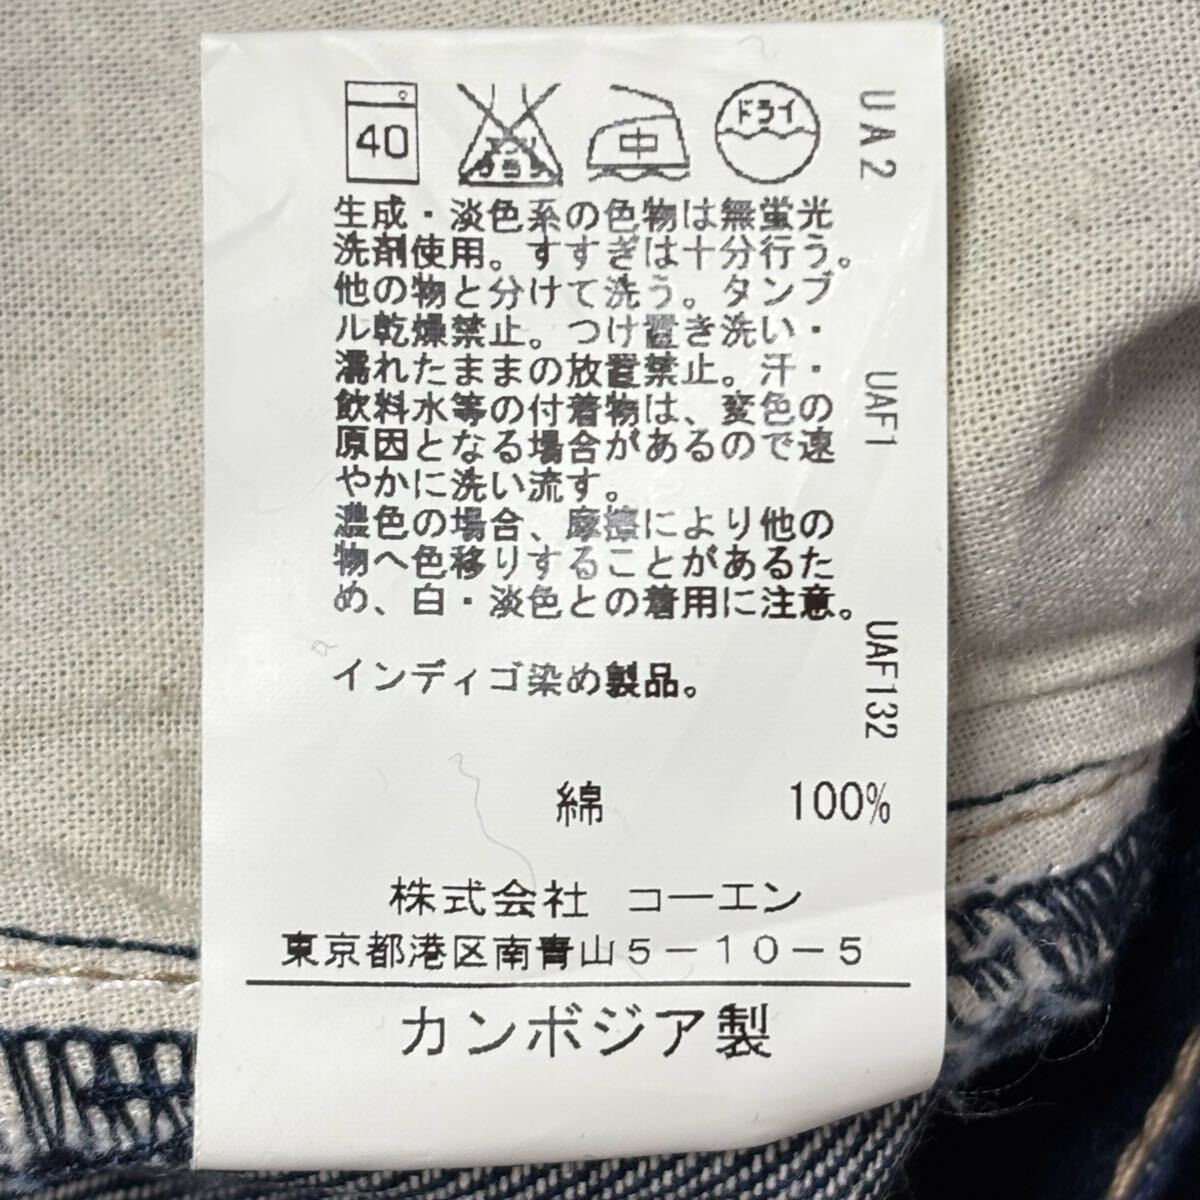 40
エンソ
サラシ
中
ドライ
生成・淡色系の色物は無蛍光
洗剤使用。すすぎは十分行う。
他の物と分けて洗う。タンブ
ル乾燥禁止。つけ置き洗い・
濡れたままの放置禁止。汗・
飲料水等の付着物は、変色の
原因となる場合があるので速
やかに洗い流す。
濃色の場合、摩擦により他の
物へ色移りすることがあるた
め、白・淡色との着用に注意。
インディゴ染め製品。
綿 100%
株式会社 コーエン
東京都港区南青山5-10-5
カンボジア製
UA2
UAF1
UAF132